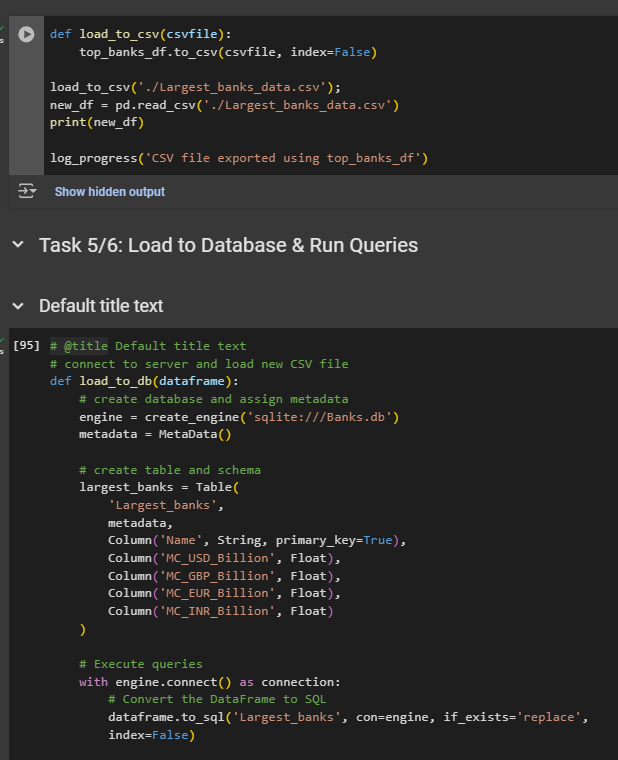 def load_to_csv(csvfile):
    top_banks_df.to_csv(csvfile, index=False)
load_to_csv('./Largest_banks_data.csv');
new_df = pd.read_csv('./Largest_banks_data.csv')
print(new_df)
log_progress('CSV file exported using top_banks_df')
Show hidden output
Task 5/6: Load to Database & Run Queries
Default title text
[95] # @title Default title text
# connect to server and load new CSV file
def load_to_db(dataframe):
    # create database and assign metadata
    engine = create_engine('sqlite:///Banks.db')
    metadata = MetaData()
    # create table and schema
    largest_banks = Table(
        'Largest_banks',
        metadata,
        Column('Name', String, primary_key=True),
        Column('MC_USD_Billion', Float),
        Column('MC_GBP_Billion', Float),
        Column('MC_EUR_Billion', Float),
        Column('MC_INR_Billion', Float)
    )
    # Execute queries
    with engine.connect() as connection:
        # Convert the DataFrame to SQL
        dataframe.to_sql('Largest_banks', con=engine, if_exists='replace',
        index=False)